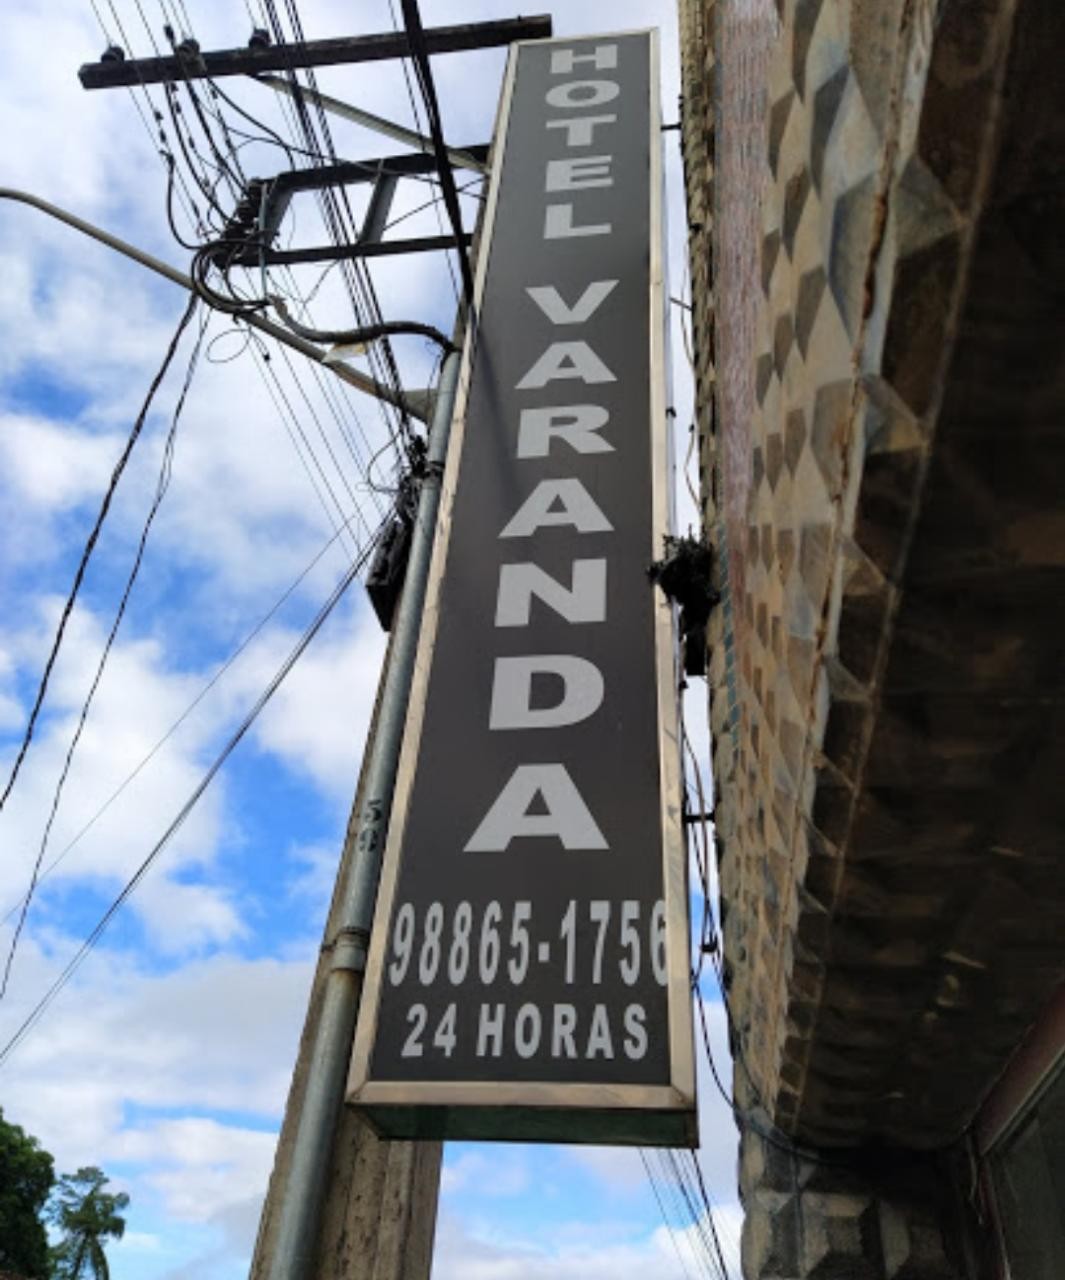 HOTEL VARANDA
98865-1756
24 HORAS